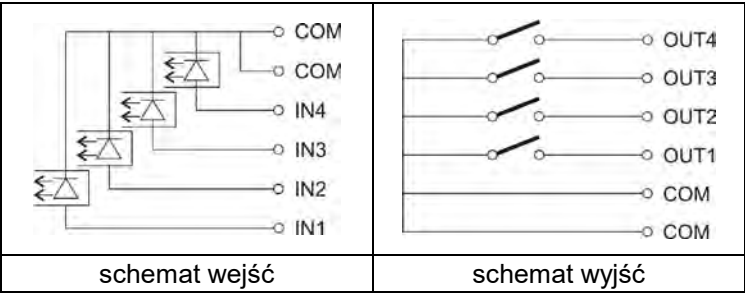 COM
COM
IN4
IN3
IN2
IN1
schemat wejść
OUT4
OUT3
OUT2
OUT1
COM
COM
schemat wyjść